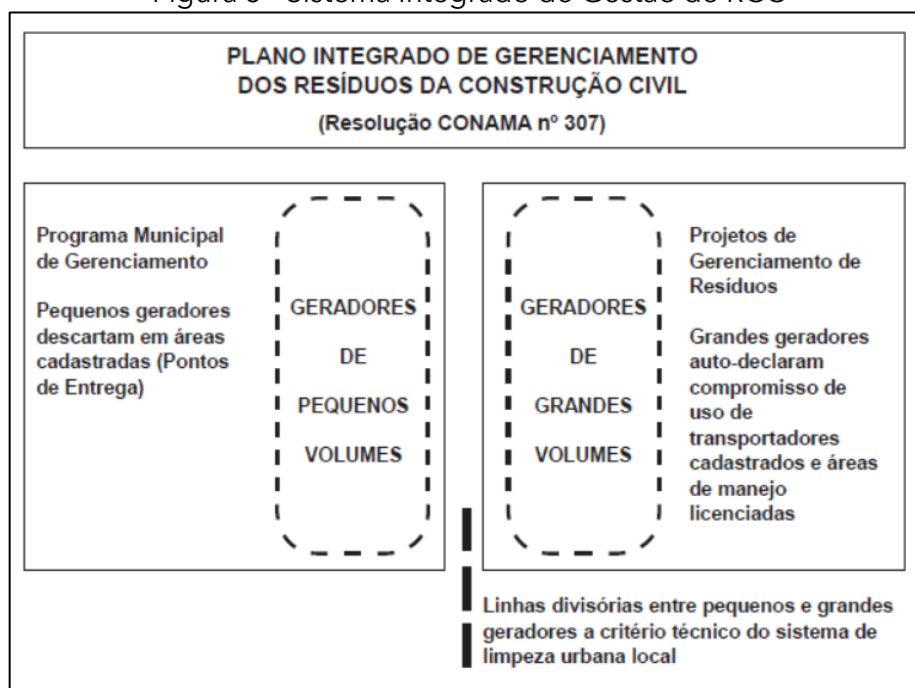 PLANO INTEGRADO DE GERENCIAMENTO
DOS RESÍDUOS DA CONSTRUÇÃO CIVIL
(Resolução CONAMA nº 307)
Programa Municipal
de Gerenciamento
Pequenos geradores
descartam em áreas
cadastradas (Pontos
de Entrega)
GERADORES
DE
PEQUENOS
VOLUMES
GERADORES
DE
GRANDES
VOLUMES
Projetos de
Gerenciamento de
Resíduos
Grandes geradores
auto-declaram
compromisso de
uso de
transportadores
cadastrados e áreas
de manejo
licenciadas
Linhas divisórias entre pequenos e grandes
geradores a critério técnico do sistema de
limpeza urbana local